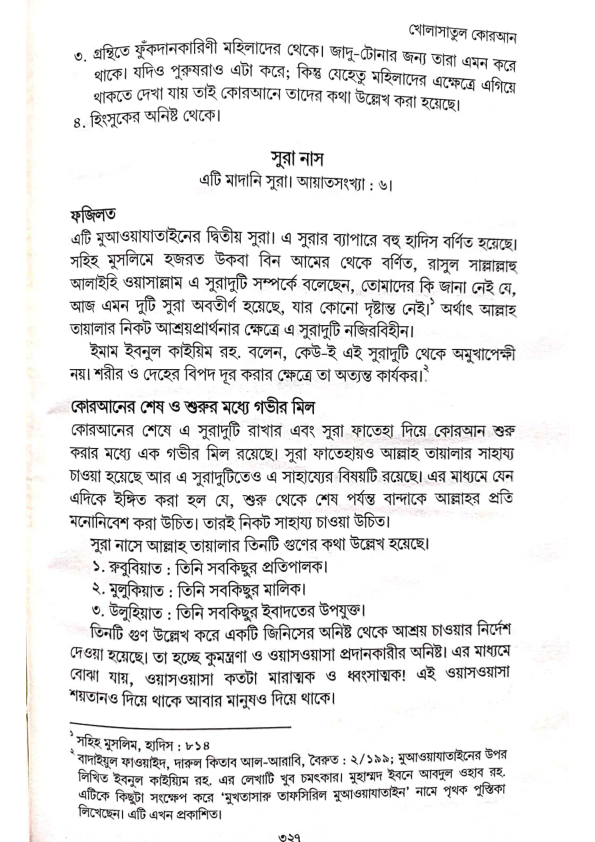 খোলাসাতুল কোরআন
৩. গ্রন্থিতে ফুঁকদানকারিণী মহিলাদের থেকে। জাদু-টোনার জন্য তারা এমন করে
থাকে। যদিও পুরুষরাও এটা করে; কিন্তু যেহেতু মহিলাদের এক্ষেত্রে এগিয়ে
থাকতে দেখা যায় তাই কোরআনে তাদের কথা উল্লেখ করা হয়েছে।
৪. হিংসুকের অনিষ্ট থেকে।
সুরা নাস
এটি মাদানি সুরা। আয়াতসংখ্যা : ৬।
ফজিলত
এটি মুআওয়াযাতাইনের দ্বিতীয় সুরা। এ সুরার ব্যাপারে বহু হাদিস বর্ণিত হয়েছে।
সহিহ মুসলিমে হজরত উকবা বিন আমের থেকে বর্ণিত, রাসুল সাল্লাল্লাহু
আলাইহি ওয়াসাল্লাম এ সুরাদুটি সম্পর্কে বলেছেন, তোমাদের কি জানা নেই যে,
আজ এমন দুটি সুরা অবতীর্ণ হয়েছে, যার কোনো দৃষ্টান্ত নেই।১ অর্থাৎ আল্লাহ
তায়ালার নিকট আশ্রয়প্রার্থনার ক্ষেত্রে এ সুরাদুটি নজিরবিহীন।
ইমাম ইবনুল কাইয়িম রহ. বলেন, কেউ-ই এই সুরাদুটি থেকে অমুখাপেক্ষী
নয়। শরীর ও দেহের বিপদ দূর করার ক্ষেত্রে তা অত্যন্ত কার্যকর।২
কোরআনের শেষ ও শুরুর মধ্যে গভীর মিল
কোরআনের শেষে এ সুরাদুটি রাখার এবং সুরা ফাতেহা দিয়ে কোরআন শুরু
করার মধ্যে এক গভীর মিল রয়েছে। সুরা ফাতেহায়ও আল্লাহ তায়ালার সাহায্য
চাওয়া হয়েছে আর এ সুরাদুটিতেও এ সাহায্যের বিষয়টি রয়েছে। এর মাধ্যমে যেন
এদিকে ইঙ্গিত করা হল যে, শুরু থেকে শেষ পর্যন্ত বান্দাকে আল্লাহর প্রতি
মনোনিবেশ করা উচিত। তারই নিকট সাহায্য চাওয়া উচিত।
সুরা নাসে আল্লাহ তায়ালার তিনটি গুণের কথা উল্লেখ হয়েছে।
১. রুবুবিয়াত : তিনি সবকিছুর প্রতিপালক।
২. মুলুকিয়াত : তিনি সবকিছুর মালিক।
৩. উলুহিয়াত : তিনি সবকিছুর ইবাদতের উপযুক্ত।
তিনটি গুণ উল্লেখ করে একটি জিনিসের অনিষ্ট থেকে আশ্রয় চাওয়ার নির্দেশ
দেওয়া হয়েছে। তা হচ্ছে কুমন্ত্রণা ও ওয়াসওয়াসা প্রদানকারীর অনিষ্ট। এর মাধ্যমে
বোঝা যায়, ওয়াসওয়াসা কতটা মারাত্মক ও ধ্বংসাত্মক! এই ওয়াসওয়াসা
শয়তানও দিয়ে থাকে আবার মানুষও দিয়ে থাকে।
১ সহিহ মুসলিম, হাদিস : ৮১৪
২ বাদাইয়ুল ফাওয়াইদ, দারুল কিতাব আল-আরাবি, বৈরুত : ২/১৯৯; মুআওয়াযাতাইনের উপর
লিখিত ইবনুল কাইয়্যিম রহ. এর লেখাটি খুব চমৎকার। মুহাম্মদ ইবনে আবদুল ওহাব রহ.
এটিকে কিছুটা সংক্ষেপ করে ‘মুখতাসারু তাফসিরিল মুআওয়াযাতাইন’ নামে পৃথক পুস্তিকা
লিখেছেন। এটি এখন প্রকাশিত।
৩২৭